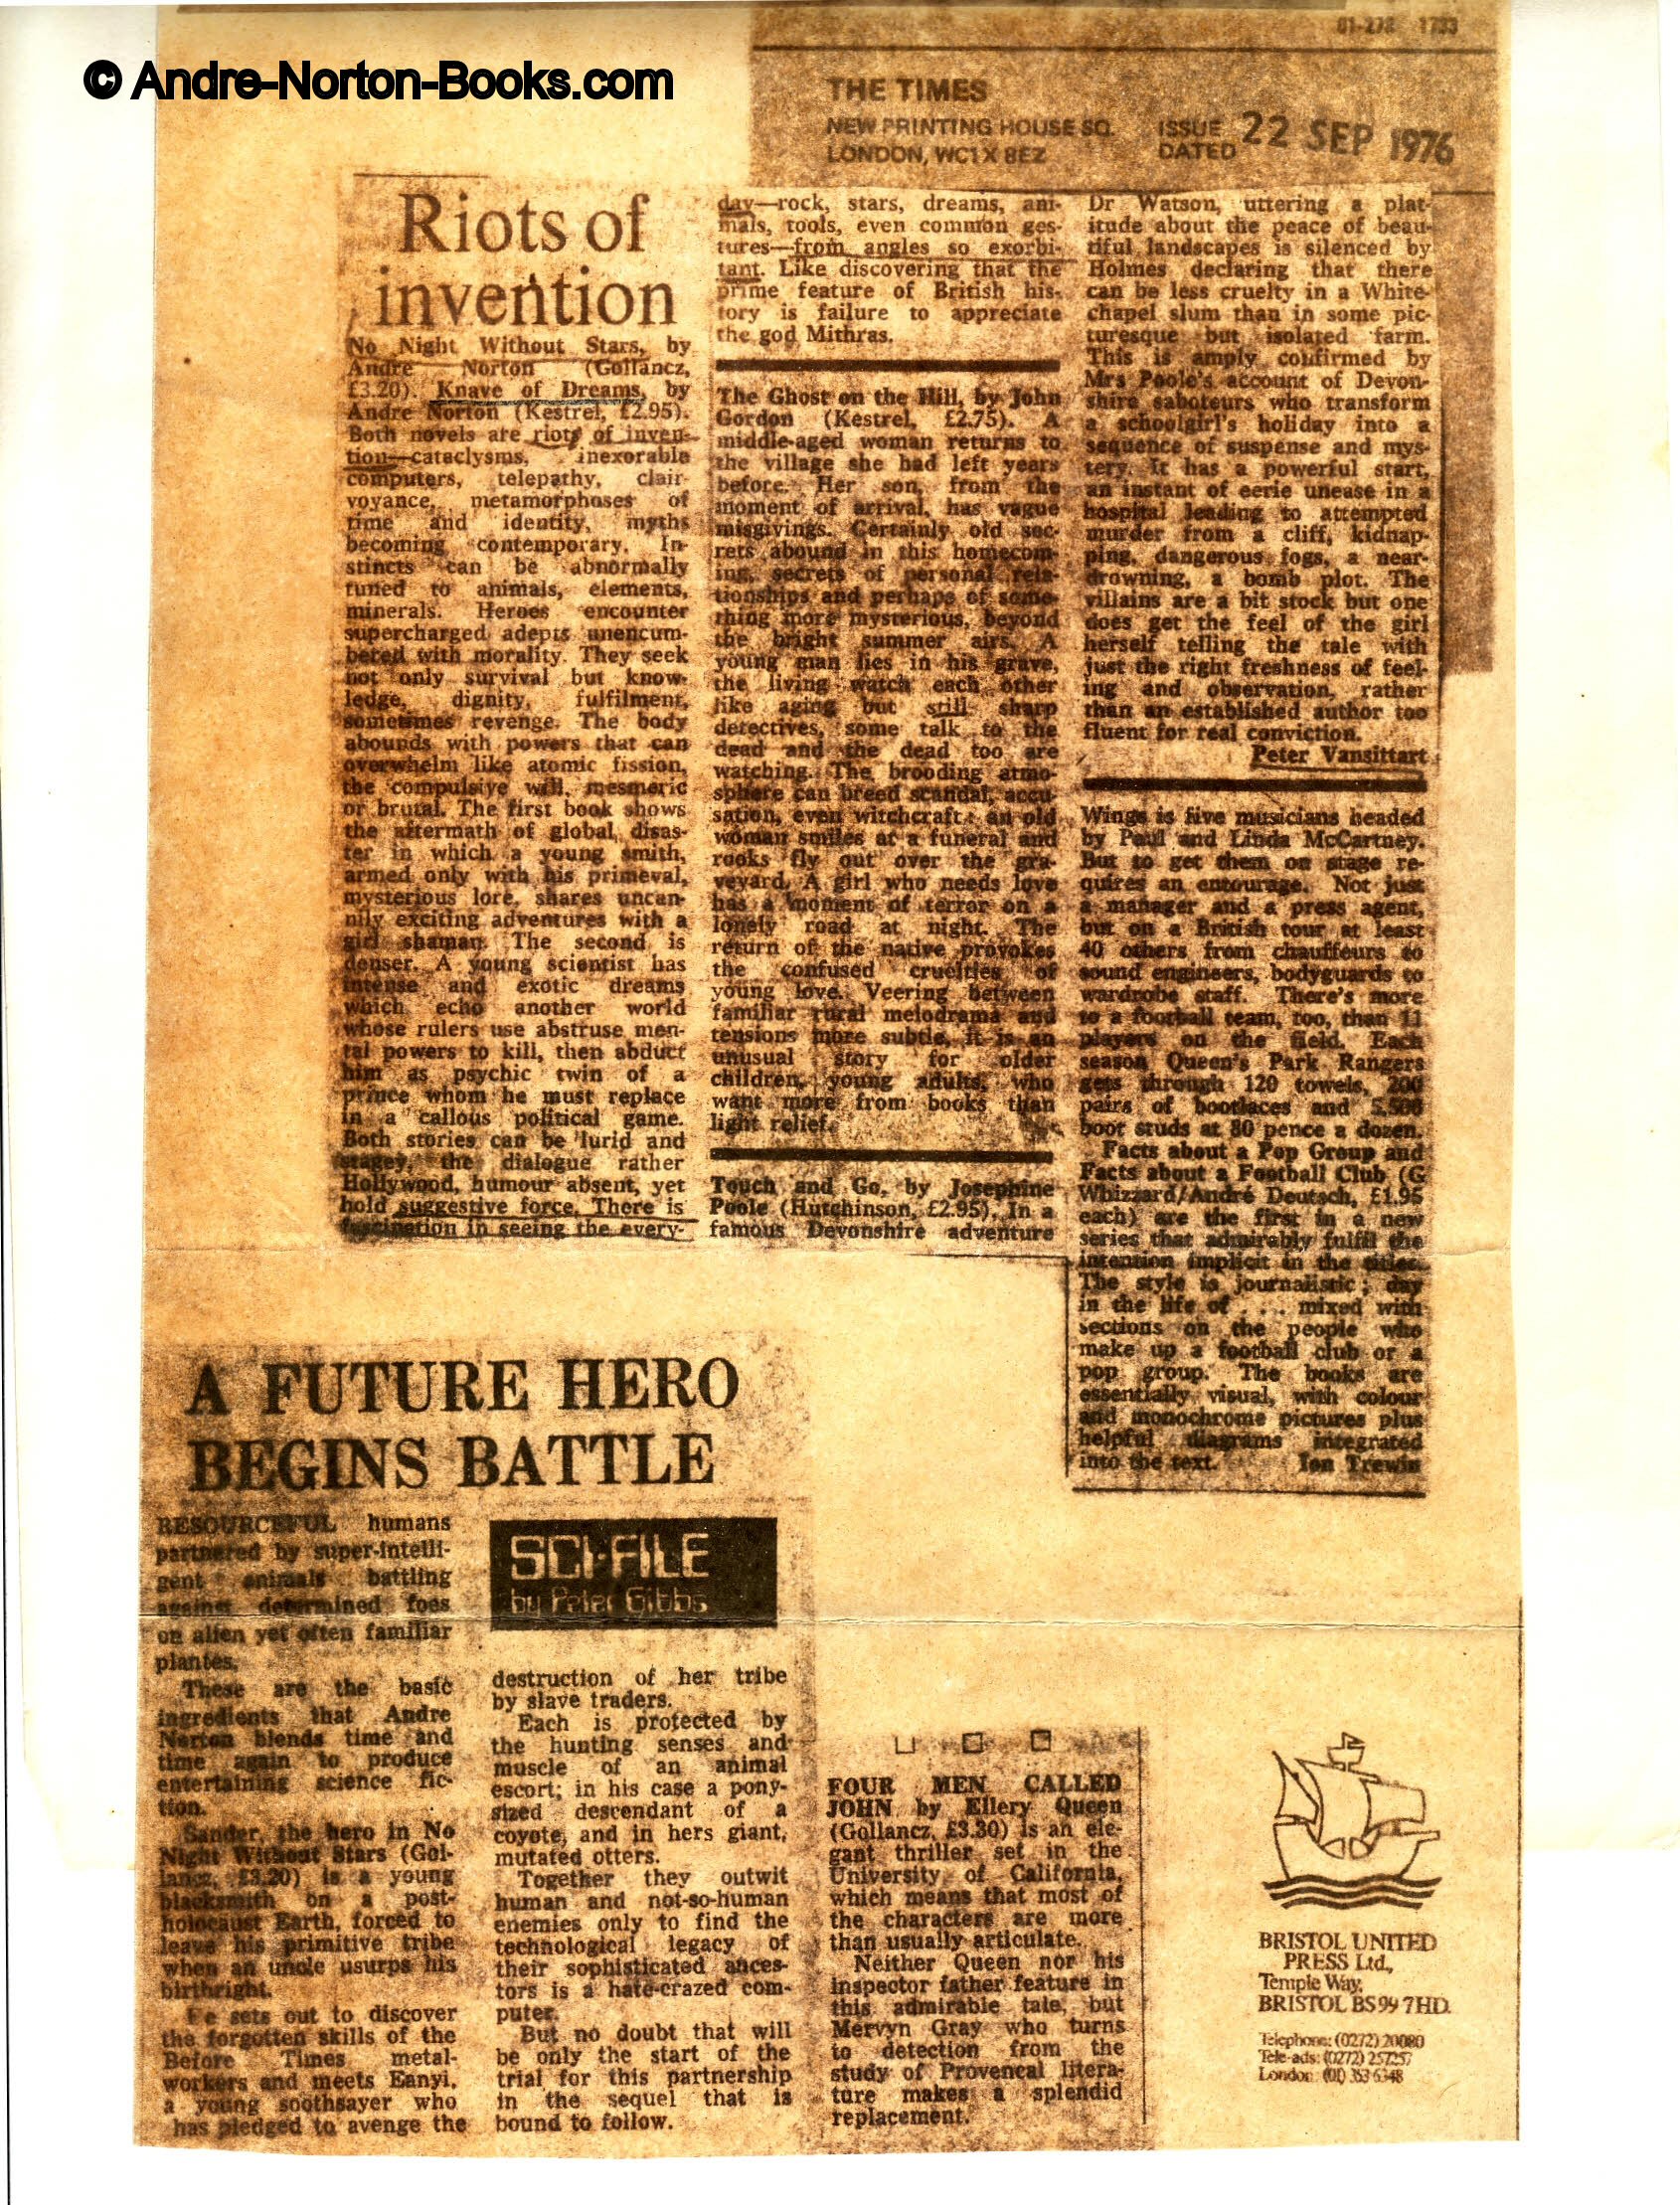 © Andre-Norton-Books.com
01-278 1733
THE TIMES
NEW PRINTING HOUSE SQ.
LONDON, WC1X 8EZ
ISSUE
DATED
22 SEP 1976
Riots of
invention
No Night Without Stars, by
Andre Norton (Gollancz,
£3.20). Knave of Dreams, by
Andre Norton (Kestrel, £2.95).
Both novels are riots of inven-
tion—cataclysms, inexorable
computers, telepathy, clair-
voyance, metamorphoses of
time and identity, myths
becoming contemporary. In-
stincts can be abnormally
tuned to animals, elements,
minerals. Heroes encounter
supercharged adepts unencum-
bered with morality. They seek
not only survival but know-
ledge, dignity, fulfilment,
sometimes revenge. The body
abounds with powers that can
overwhelm like atomic fission,
the compulsive will, mesmeric
or brutal. The first book shows
the aftermath of global disas-
ter in which a young smith,
armed only with his primeval,
mysterious lore, shares uncan-
nily exciting adventures with a
girl shaman. The second is
denser. A young scientist has
intense and exotic dreams
which echo another world
whose rulers use abstruse men-
tal powers to kill, then abduct
him as psychic twin of a
prince whom he must replace
in a callous political game.
Both stories can be lurid and
stagey, the dialogue rather
Hollywood, humour absent, yet
hold suggestive force. There is
fascination in seeing the every-
day—rock, stars, dreams, ani-
mals, tools, even common ges-
tures—from angles so exorbi-
tant. Like discovering that the
prime feature of British his-
tory is failure to appreciate
the god Mithras.
The Ghost on the Hill, by John
Gordon (Kestrel, £2.75). A
middle-aged woman returns to
the village she had left years
before. Her son, from the
moment of arrival, has vague
misgivings. Certainly old sec-
rets abound in this homecom-
ing, secrets of personal rela-
tionships and perhaps of some-
thing more mysterious, beyond
the bright summer airs. A
young man lies in his grave,
the living watch each other
like aging but still sharp
detectives, some talk to the
dead and the dead too are
watching. The brooding atmo-
sphere can breed scandal, accu-
sation, even witchcraft: an old
woman smiles at a funeral and
rooks fly out over the gra-
veyard. A girl who needs love
has a moment of terror on a
lonely road at night. The
return of the native provokes
the confused cruelties of
young love. Veering between
familiar rural melodrama and
tensions more subtle, it is an
unusual story for older
children, young adults, who
want more from books than
light relief.
Touch and Go, by Josephine
Poole (Hutchinson, £2.95). In a
famous Devonshire adventure
Dr Watson, uttering a plat-
itude about the peace of beau-
tiful landscapes is silenced by
Holmes declaring that there
can be less cruelty in a White-
chapel slum than in some pic-
turesque but isolated farm.
This is amply confirmed by
Mrs Poole's account of Devon-
shire saboteurs who transform
a schoolgirl's holiday into a
sequence of suspense and mys-
tery. It has a powerful start,
an instant of eerie unease in a
hospital leading to attempted
murder from a cliff, kidnap-
ping, dangerous fogs, a near-
drowning, a bomb plot. The
villains are a bit stock but one
does get the feel of the girl
herself telling the tale with
just the right freshness of feel-
ing and observation, rather
than an established author too
fluent for real conviction.
Peter Vansittart
Wings is five musicians headed
by Paul and Linda McCartney.
But to get them on stage re-
quires an entourage. Not just
a manager and a press agent,
but on a British tour at least
40 others from chauffeurs to
sound engineers, bodyguards to
wardrobe staff. There's more
to a football team, too, than 11
players on the field. Each
season Queen's Park Rangers
gets through 120 towels, 200
pairs of bootlaces and 5,500
boot studs at 80 pence a dozen.
Facts about a Pop Group and
Facts about a Football Club (G
Whizzard/André Deutsch, £1.95
each) are the first in a new
series that admirably fulfil the
intention implicit in the titles.
The style is journalistic; day
in the life of . . . mixed with
sections on the people who
make up a football club or a
pop group. The books are
essentially visual, with colour
and monochrome pictures plus
helpful diagrams integrated
into the text. Ion Trewin
A FUTURE HERO
BEGINS BATTLE
SCI-FILE
by Peter Gibbs
RESOURCEFUL humans
partnered by super-intelli-
gent animals battling
against determined foes
on alien yet often familiar
plantes.
These are the basic
ingredients that Andre
Norton blends time and
time again to produce
entertaining science fic-
tion.
Sander, the hero in No
Night Without Stars (Gol-
lancz, £3.20) is a young
blacksmith on a post-
holocaust Earth, forced to
leave his primitive tribe
when an uncle usurps his
birthright.
He sets out to discover
the forgotten skills of the
Before Times metal-
workers and meets Fanyi,
a young soothsayer who
has pledged to avenge the
destruction of her tribe
by slave traders.
Each is protected by
the hunting senses and
muscle of an animal
escort; in his case a pony-
sized descendant of a
coyote, and in hers giant,
mutated otters.
Together they outwit
human and not-so-human
enemies only to find the
technological legacy of
their sophisticated ances-
tors is a hate-crazed com-
puter.
But no doubt that will
be only the start of the
trial for this partnership
in the sequel that is
bound to follow.
FOUR MEN CALLED
JOHN by Ellery Queen
(Gollancz, £3.30) is an ele-
gant thriller set in the
University of California,
which means that most of
the characters are more
than usually articulate.
Neither Queen nor his
inspector father feature in
this admirable tale, but
Mervyn Gray who turns
to detection from the
study of Provencal litera-
ture makes a splendid
replacement.
BRISTOL UNITED
PRESS Ltd.,
Temple Way,
BRISTOL BS99 7HD.
Telephone: (0272) 20080
Tele-ads: (0272) 257257
London: (01) 353 6348